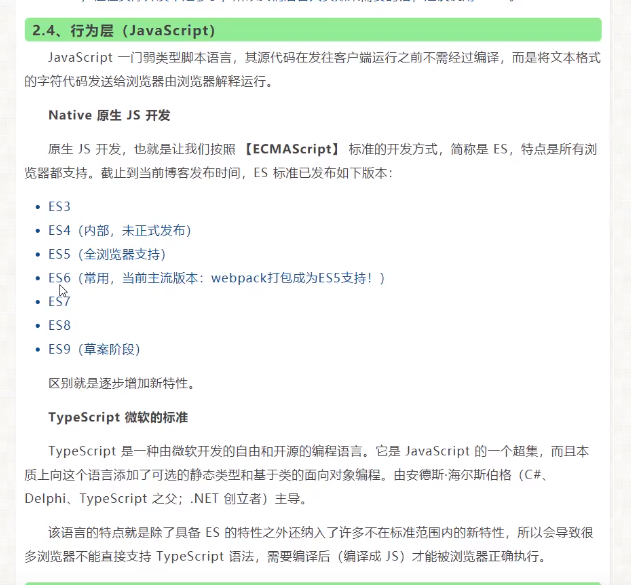 2.4、行为层（JavaScript）
JavaScript 一门弱类型脚本语言，其源代码在发往客户端运行之前不需经过编译，而是将文本格式
的字符代码发送给浏览器由浏览器解释运行。
Native 原生 JS 开发
原生 JS 开发，也就是让我们按照 【ECMAScript】 标准的开发方式，简称是 ES，特点是所有浏
览器都支持。截止到当前博客发布时间，ES 标准已发布如下版本：
• ES3
• ES4（内部，未正式发布）
• ES5（全浏览器支持）
• ES6（常用，当前主流版本：webpack打包成为ES5支持！）
• ES7
• ES8
• ES9（草案阶段）
区别就是逐步增加新特性。
TypeScript 微软的标准
TypeScript 是一种由微软开发的自由和开源的编程语言。它是 JavaScript 的一个超集，而且本
质上向这个语言添加了可选的静态类型和基于类的面向对象编程。由安德斯·海尔斯伯格（C#、
Delphi、TypeScript 之父；.NET 创立者）主导。
该语言的特点就是除了具备 ES 的特性之外还纳入了许多不在标准范围内的新特性，所以会导致很
多浏览器不能直接支持 TypeScript 语法，需要编译后（编译成 JS）才能被浏览器正确执行。